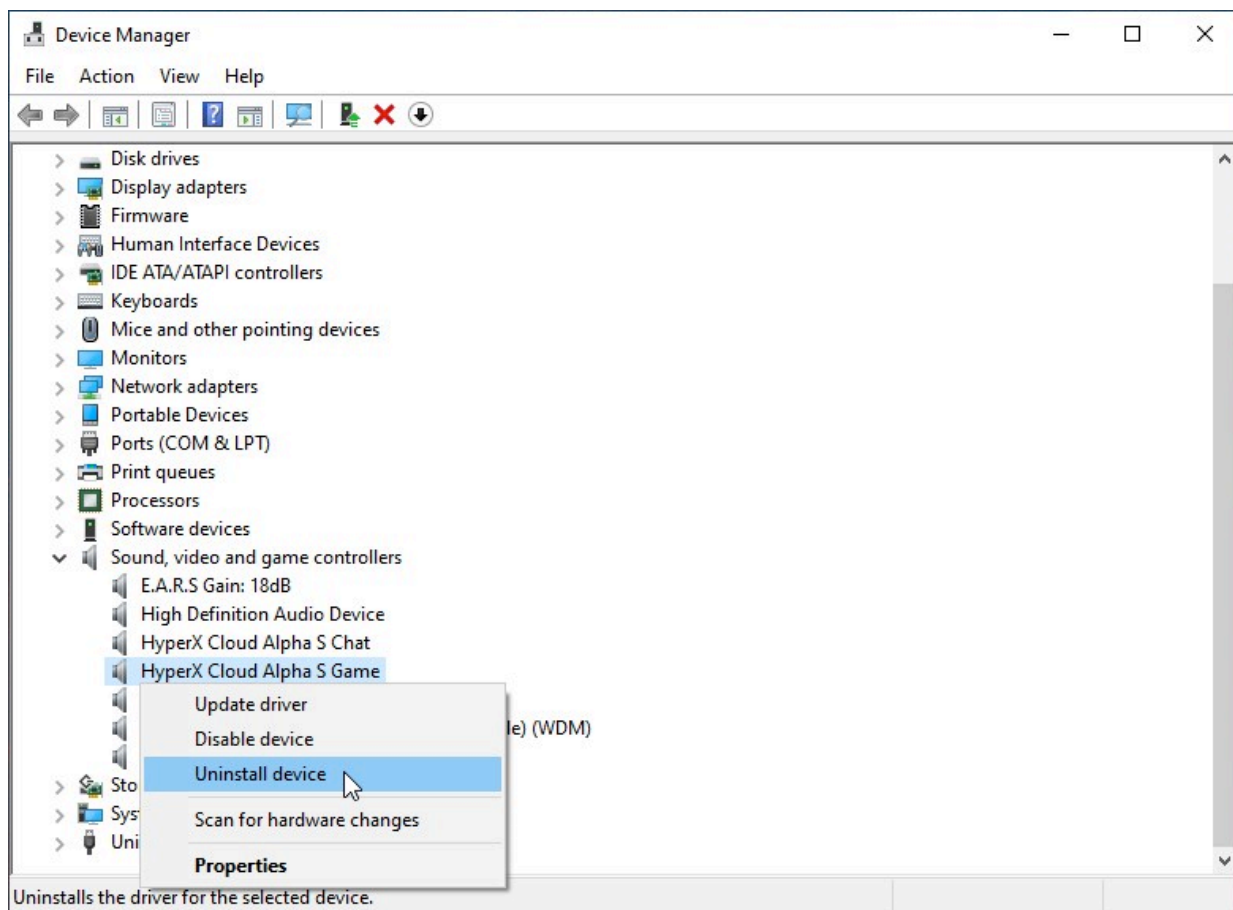 Device Manager
File Action View Help
Disk drives
Display adapters
Firmware
Human Interface Devices
IDE ATA/ATAPI controllers
Keyboards
Mice and other pointing devices
Monitors
Network adapters
Portable Devices
Ports (COM & LPT)
Print queues
Processors
Software devices
Sound, video and game controllers
E.A.R.S Gain: 18dB
High Definition Audio Device
HyperX Cloud Alpha S Chat
HyperX Cloud Alpha S Game
Update driver
le) (WDM)
Disable device
Uninstall device
Sto
Scan for hardware changes
Sys
Uni
Properties
Uninstalls the driver for the selected device.